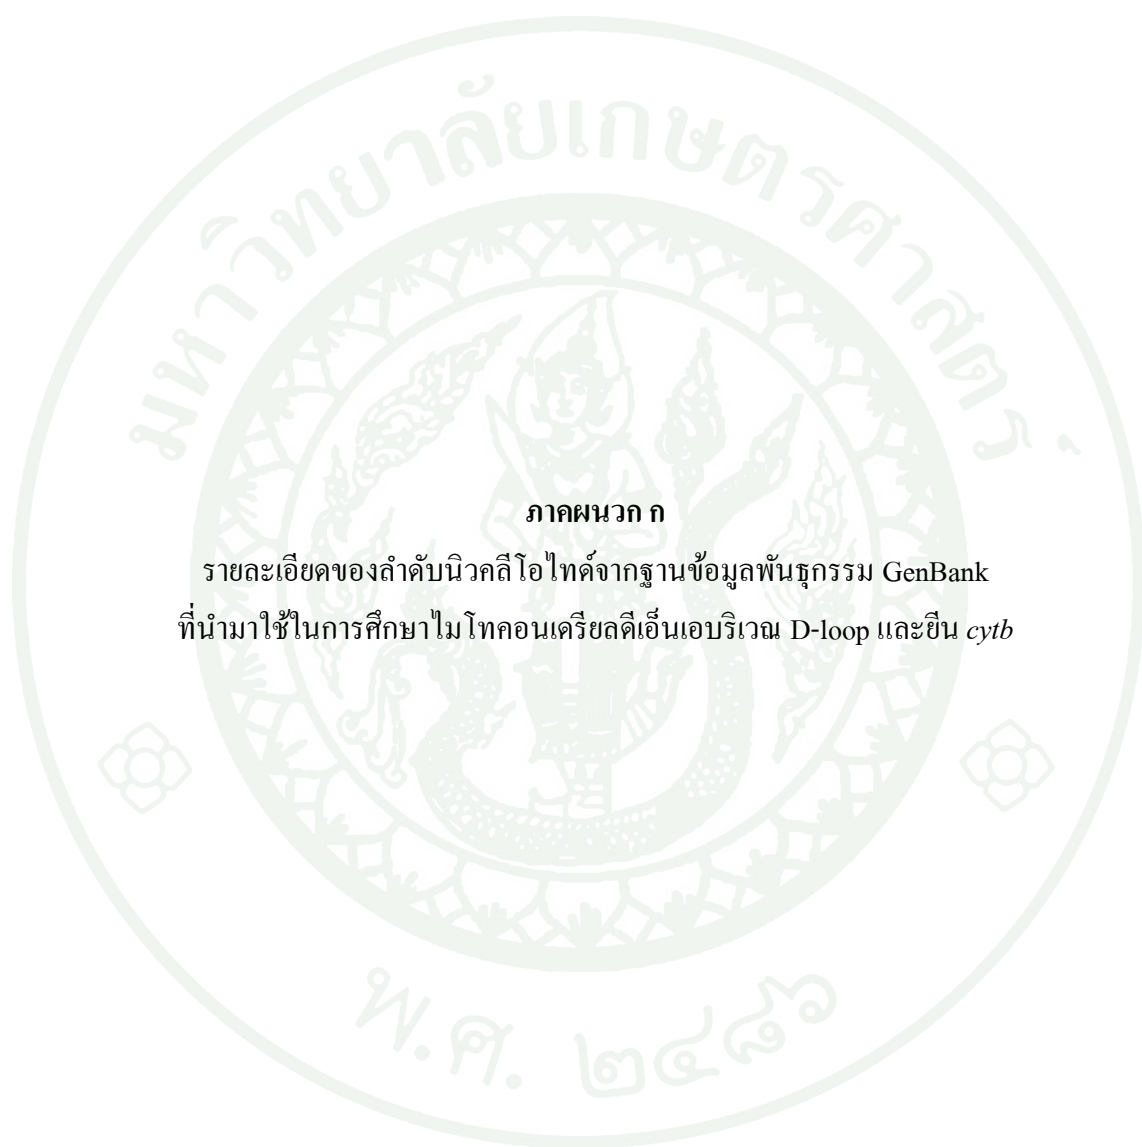 มหาวิทยาลัยเกษตรศาสตร์
ภาคผนวก ก
รายละเอียดของลำดับนิวคลีโอไทด์จากฐานข้อมูลพันธุกรรม GenBank
ที่นำมาใช้ในการศึกษาไมโทคอนเดรียลดีเอ็นเอบริเวณ D-loop และยีน cytb
พ.ศ. ๒๔๘๖